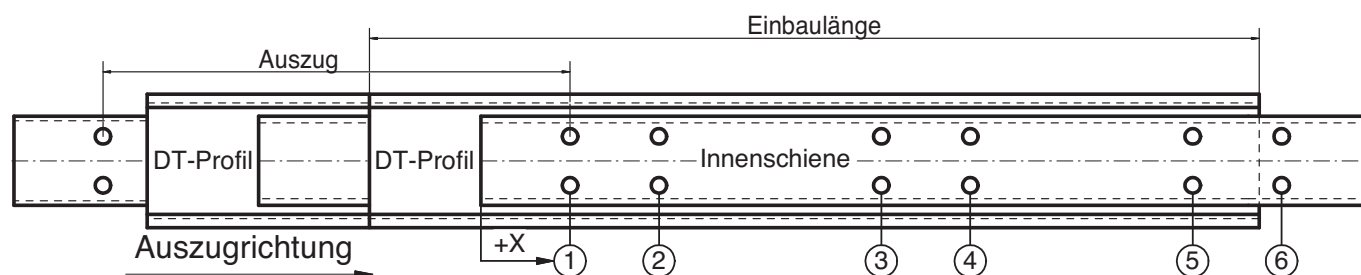 Einbaulänge
Auszug
DT-Profil
DT-Profil
Innenschiene
Auszugrichtung
+X
1
2
3
4
5
6